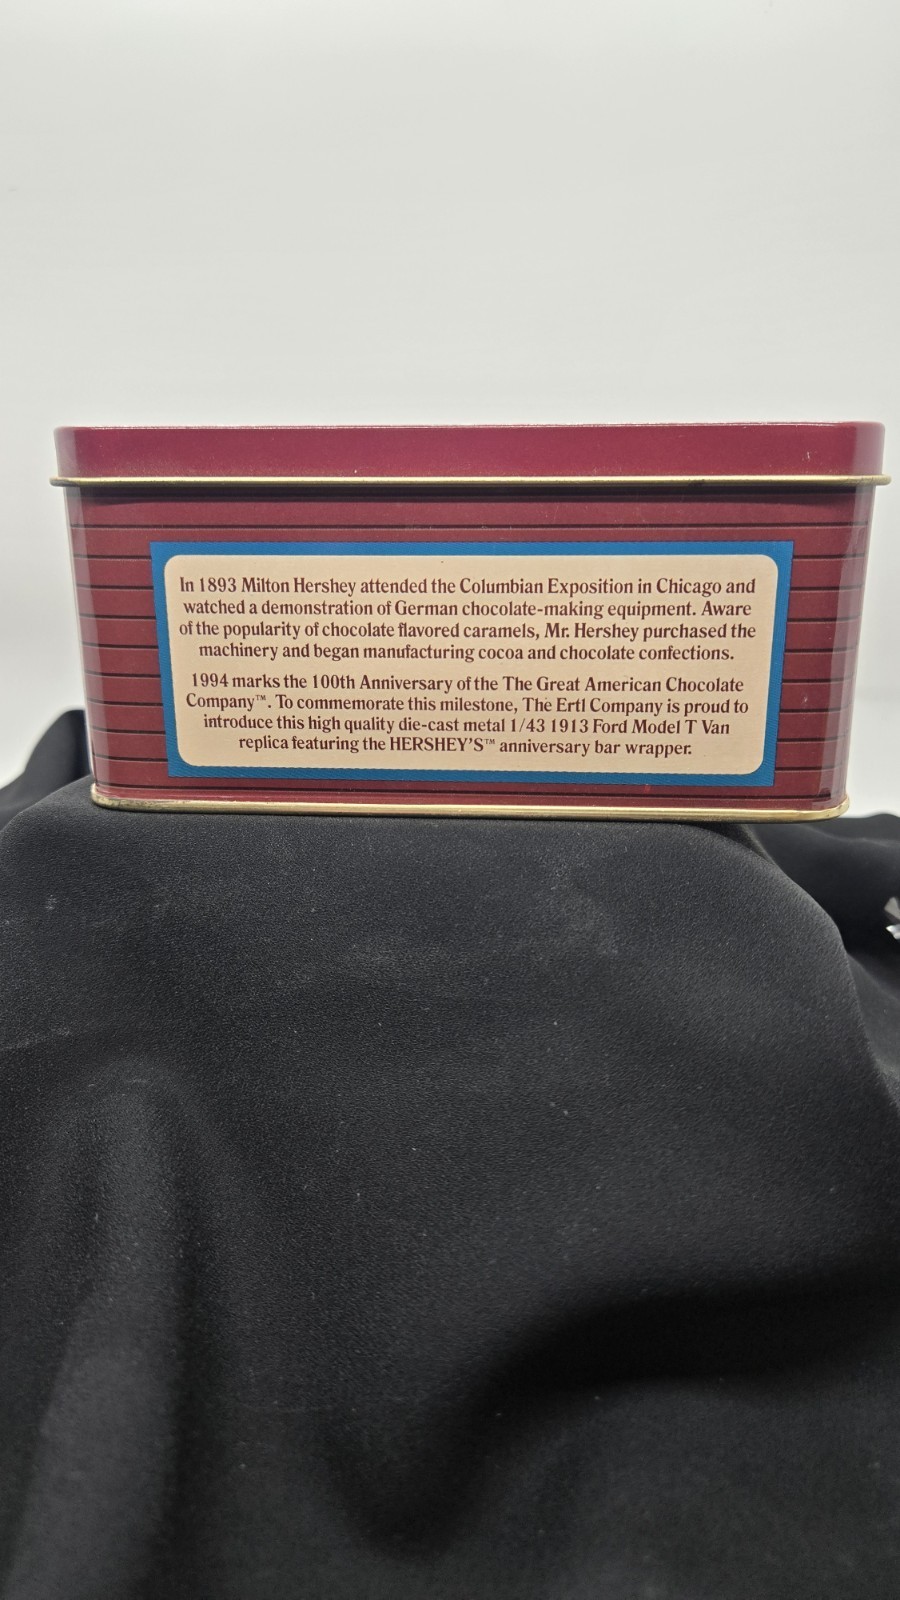 In 1893 Milton Hershey attended the Columbian Exposition in Chicago and
watched a demonstration of German chocolate-making equipment. Aware
of the popularity of chocolate flavored caramels, Mr. Hershey purchased the
machinery and began manufacturing cocoa and chocolate confections.
1994 marks the 100th Anniversary of the The Great American Chocolate
Company™. To commemorate this milestone, The Ertl Company is proud to
introduce this high quality die-cast metal 1/43 1913 Ford Model T Van
replica featuring the HERSHEY'S™ anniversary bar wrapper.